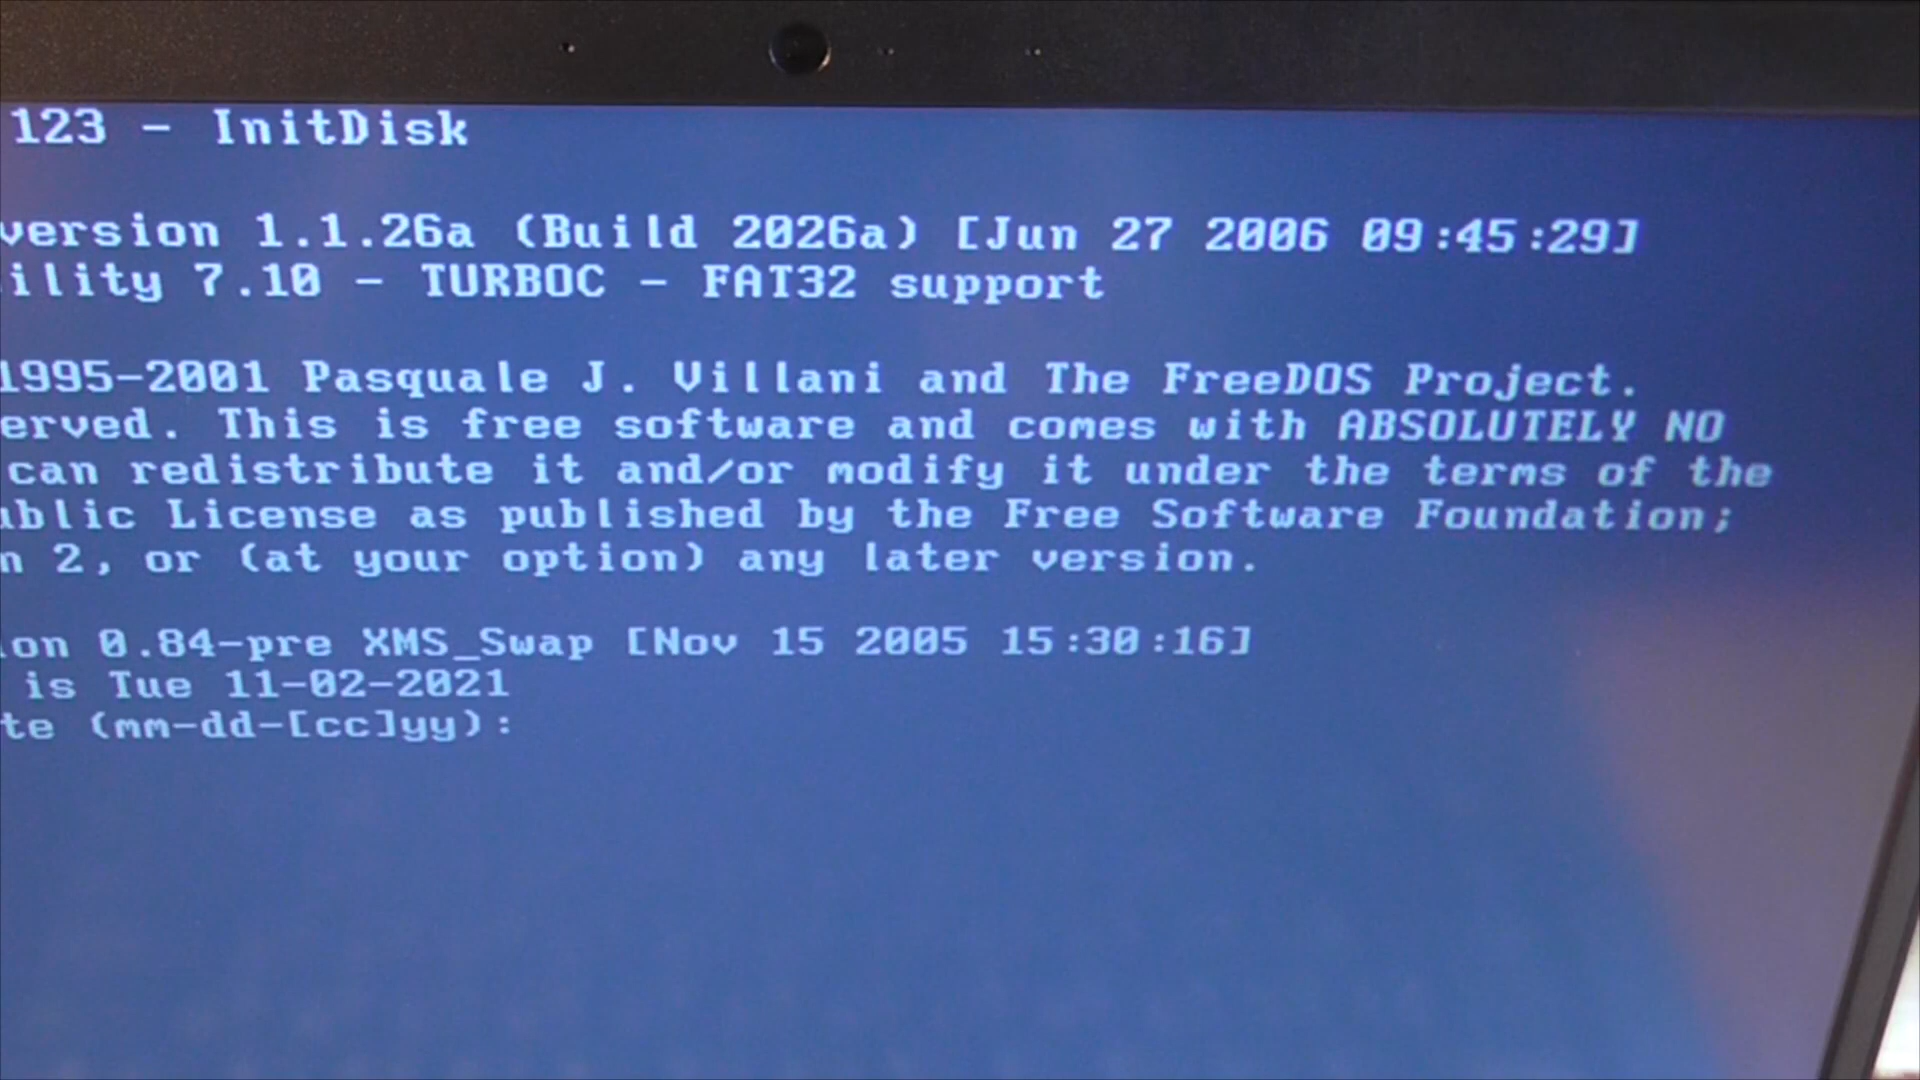 123 - InitDisk
version 1.1.26a (Build 2026a) [Jun 27 2006 09:45:29]
ility 7.10 - TURBOC - FAT32 support
1995-2001 Pasquale J. Villani and The FreeDOS Project.
erved. This is free software and comes with ABSOLUTELY NO
can redistribute it and/or modify it under the terms of the
ublic License as published by the Free Software Foundation;
n 2, or (at your option) any later version.
on 0.84-pre XMS_Swap [Nov 15 2005 15:30:16]
is Tue 11-02-2021
te (mm-dd-[cc]yy):